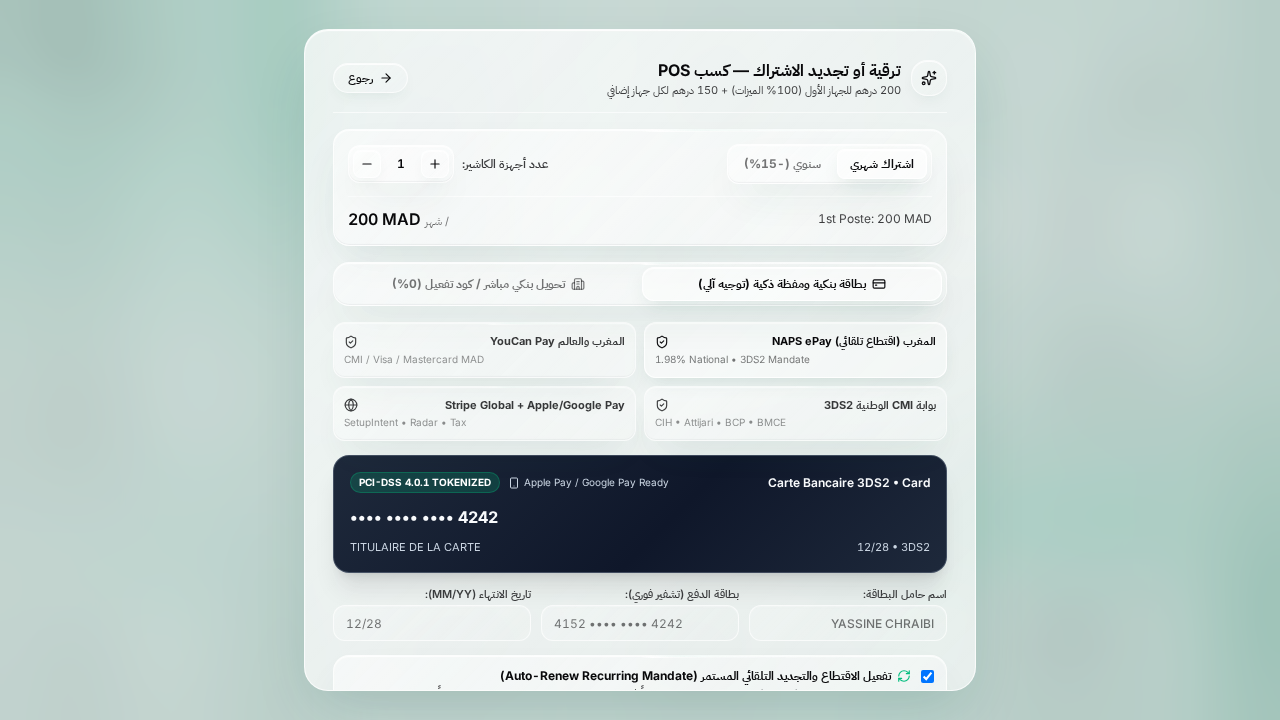 ترقية أو تجديد الاشتراك — كسب POS
200 درهم للجهاز الأول (100% الميزات) + 150 درهم لكل جهاز إضافي
رجوع
اشتراك شهري
سنوي (-15%)
عدد أجهزة الكاشير:
+ 1 −
1st Poste: 200 MAD
200 MAD / شهر
بطاقة بنكية ومفظة ذكية (توجيه آلي)
تحويل بنكي مباشر / كود تفعيل (0%)
المغرب (اقتطاع تلقائي) NAPS ePay
1.98% National • 3DS2 Mandate
المغرب والعالم YouCan Pay
CMI / Visa / Mastercard MAD
بوابة CMI الوطنية 3DS2
CIH • Attijari • BCP • BMCE
Stripe Global + Apple/Google Pay
SetupIntent • Radar • Tax
Carte Bancaire 3DS2 • Card
PCI-DSS 4.0.1 TOKENIZED
Apple Pay / Google Pay Ready
•••• •••• •••• 4242
TITULAIRE DE LA CARTE
12/28 • 3DS2
اسم حامل البطاقة:
بطاقة الدفع (تشفير فوري):
تاريخ الانتهاء (MM/YY):
YASSINE CHRAIBI
4152 •••• •••• 4242
12/28
تفعيل الاقتطاع والتجديد التلقائي المستمر (Auto-Renew Recurring Mandate)